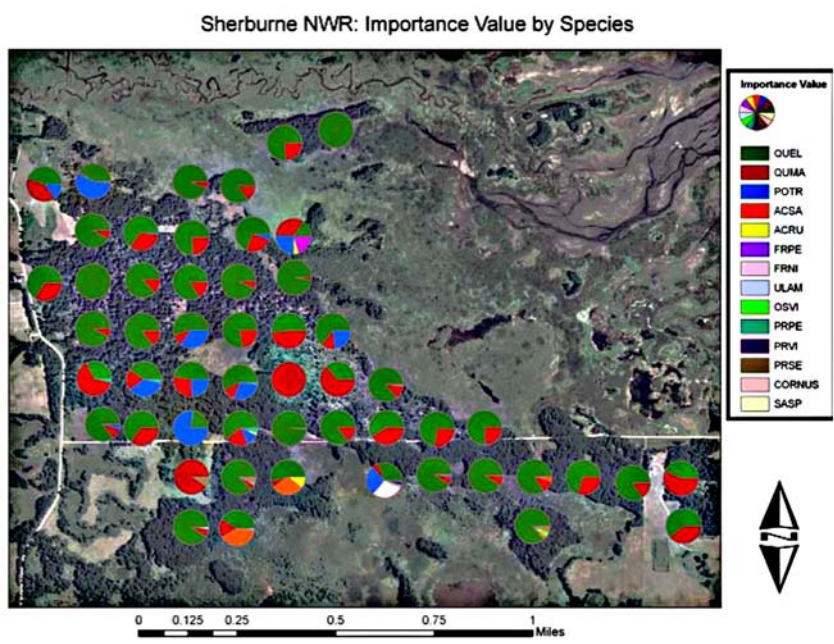 Sherburne NWR: Importance Value by Species
Importance Value
QUEL
QUMA
POTR
ACSA
ACRU
FRPE
FRNI
ULAM
OSVI
PRPE
PRVI
PRSE
CORNUS
SASP
N
0 0.125 0.25 0.5 0.75 1
Miles